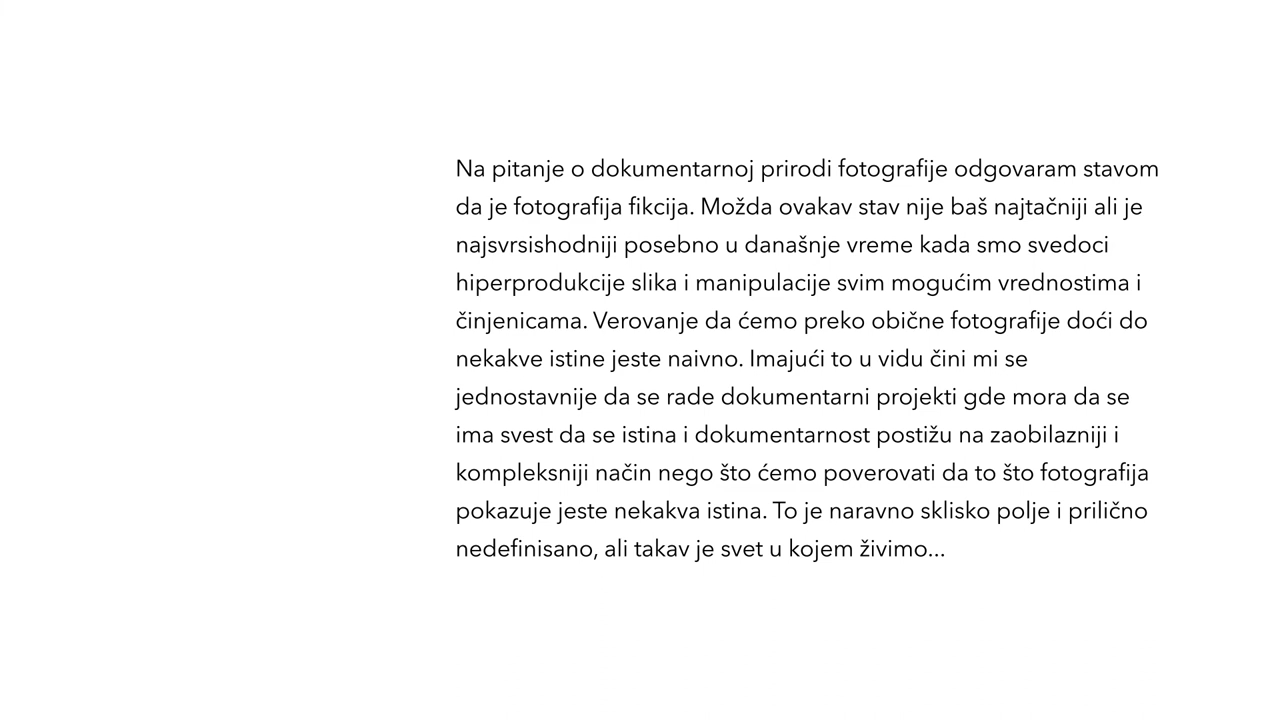 Na pitanje o dokumentarnoj prirodi fotografije odgovaram stavom
da je fotografija fikcija. Možda ovakav stav nije baš najtačniji ali je
najsvrsishodniji posebno u današnje vreme kada smo svedoci
hiperprodukcije slika i manipulacije svim mogućim vrednostima i
činjenicama. Verovanje da ćemo preko obične fotografije doći do
nekakve istine jeste naivno. Imajući to u vidu čini mi se
jednostavnije da se rade dokumentarni projekti gde mora da se
ima svest da se istina i dokumentarnost postižu na zaobilazniji i
kompleksniji način nego što ćemo poverovati da to što fotografija
pokazuje jeste nekakva istina. To je naravno sklisko polje i prilično
nedefinisano, ali takav je svet u kojem živimo...